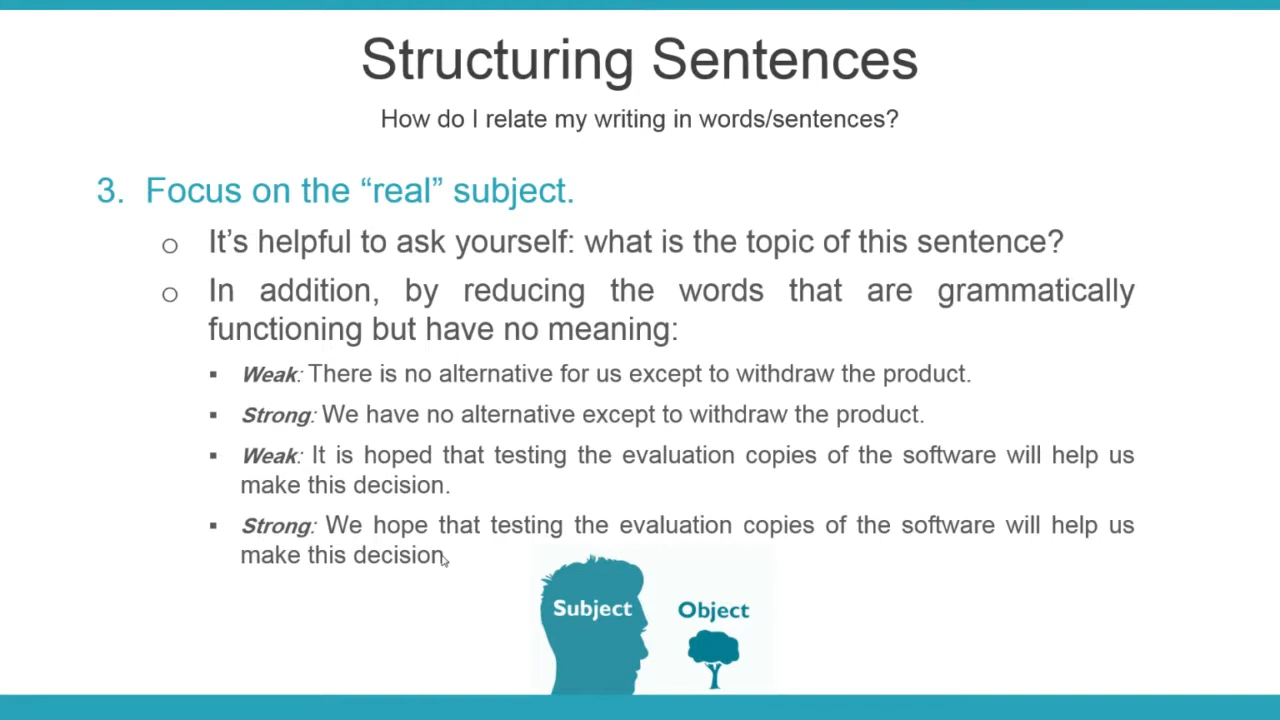 Structuring Sentences
How do I relate my writing in words/sentences?
3. Focus on the “real” subject.
o It’s helpful to ask yourself: what is the topic of this sentence?
o In addition, by reducing the words that are grammatically
functioning but have no meaning:
▪ Weak: There is no alternative for us except to withdraw the product.
▪ Strong: We have no alternative except to withdraw the product.
▪ Weak: It is hoped that testing the evaluation copies of the software will help us
make this decision.
▪ Strong: We hope that testing the evaluation copies of the software will help us
make this decision.
Subject
Object